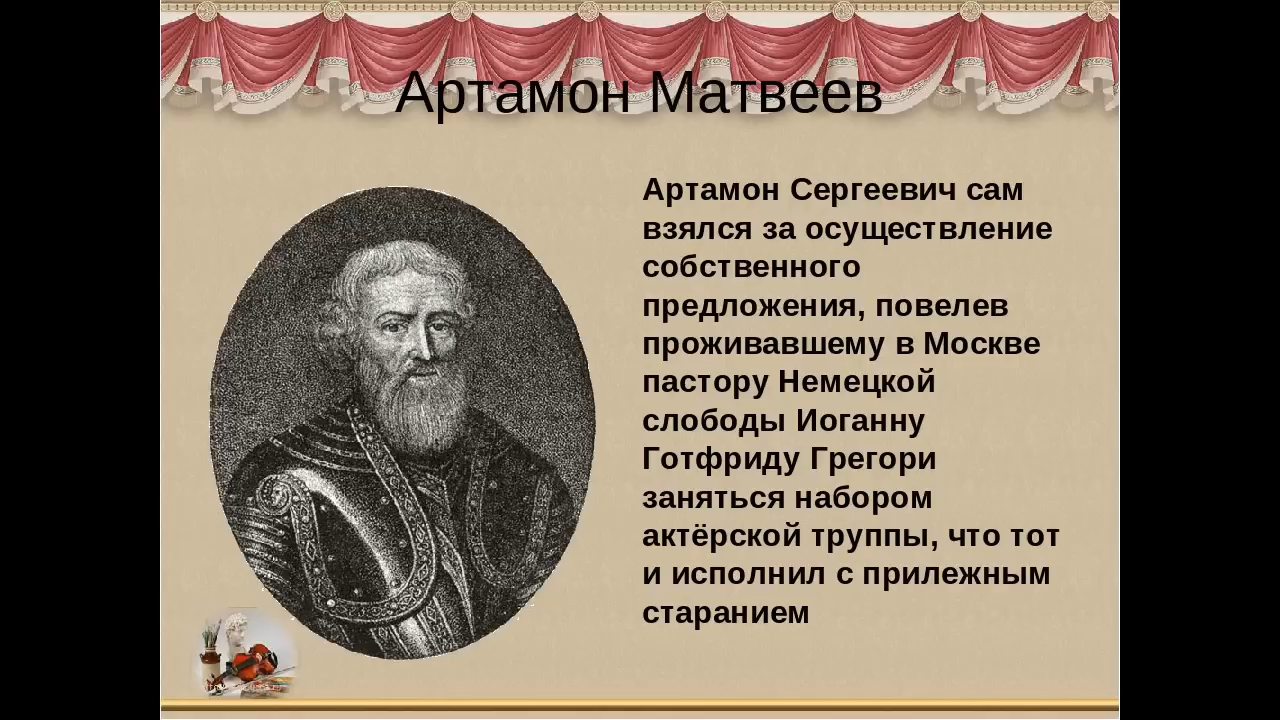 Артамон Матвеев
Артамон Сергеевич сам
взялся за осуществление
собственного
предложения, повелев
проживавшему в Москве
пастору Немецкой
слободы Иоганну
Готфриду Грегори
заняться набором
актёрской труппы, что тот
и исполнил с прилежным
старанием